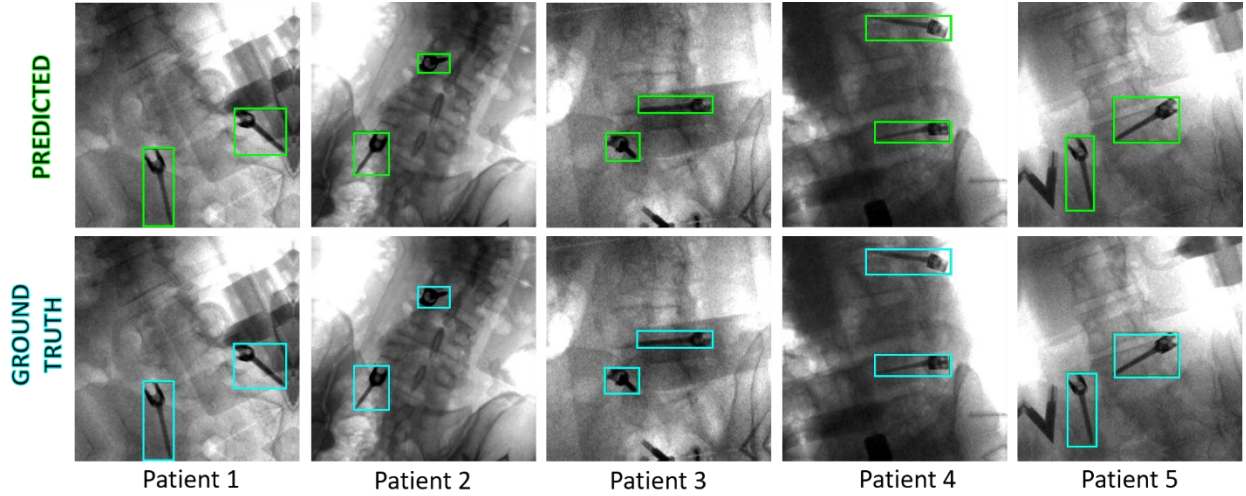 PREDICTED
GROUND
TRUTH
Patient 1
Patient 2
Patient 3
Patient 4
Patient 5